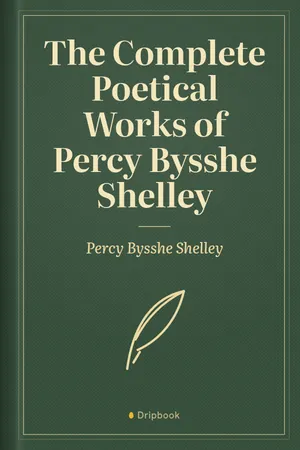 The Complete
Poetical
Works of
Percy Bysshe
Shelley
Percy Bysshe Shelley
Dripbook